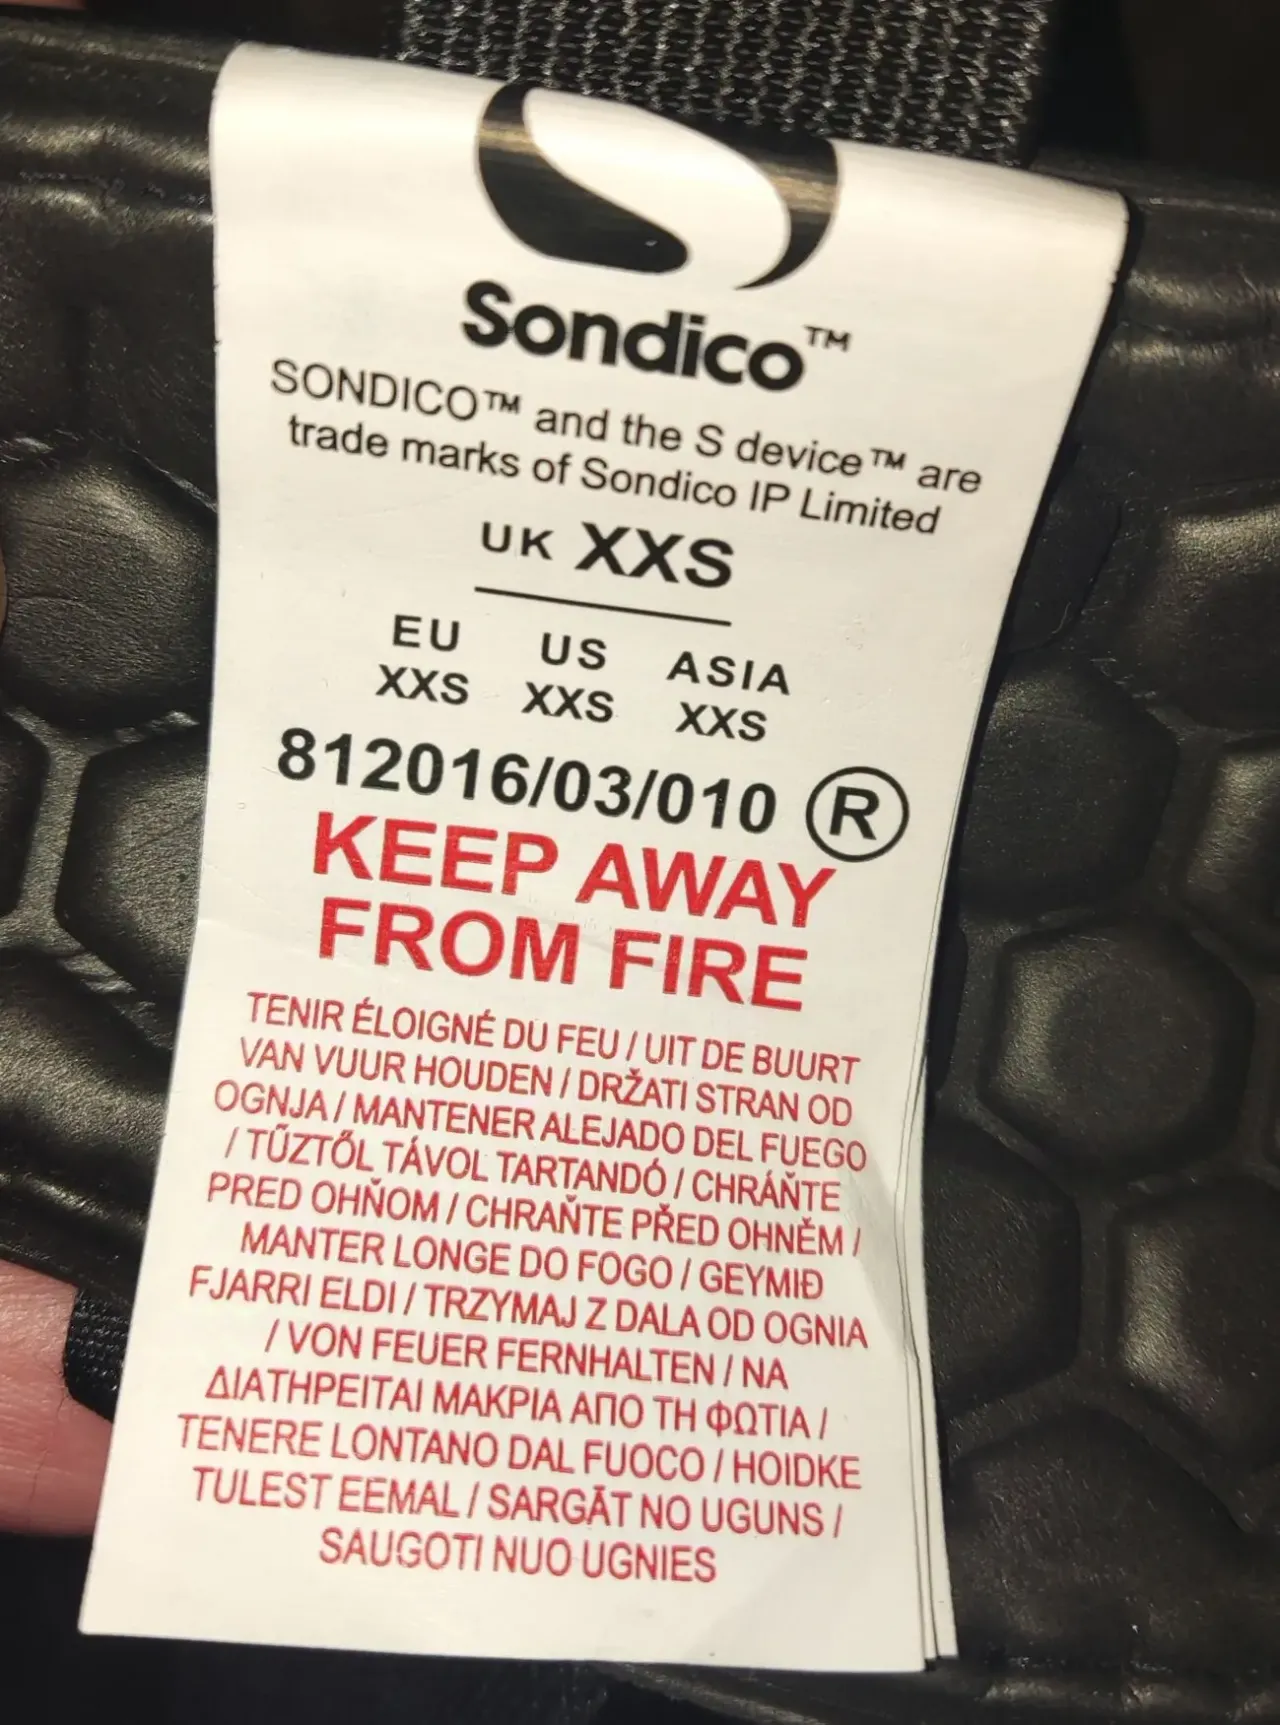 Sondico™
SONDICO™ and the S device™ are
trade marks of Sondico IP Limited
UK XXS
EU US ASIA
XXS XXS XXS
812016/03/010 ®
KEEP AWAY
FROM FIRE
TENIR ÉLOIGNÉ DU FEU / UIT DE BUURT
VAN VUUR HOUDEN / DRŽATI STRAN OD
OGNJA / MANTENER ALEJADO DEL FUEGO
/ TŰZTŐL TÁVOL TARTANDÓ / CHRÁŇTE
PRED OHŇOM / CHRAŇTE PŘED OHNĚM /
MANTER LONGE DO FOGO / GEYMIÐ
FJARRI ELDI / TRZYMAJ Z DALA OD OGNIA
/ VON FEUER FERNHALTEN / NA
ΔΙΑΤΗΡΕΙΤΑΙ ΜΑΚΡΙΑ ΑΠΟ ΤΗ ΦΩΤΙΑ /
TENERE LONTANO DAL FUOCO / HOIDKE
TULEST EEMAL / SARGĀT NO UGUNS /
SAUGOTI NUO UGNIES